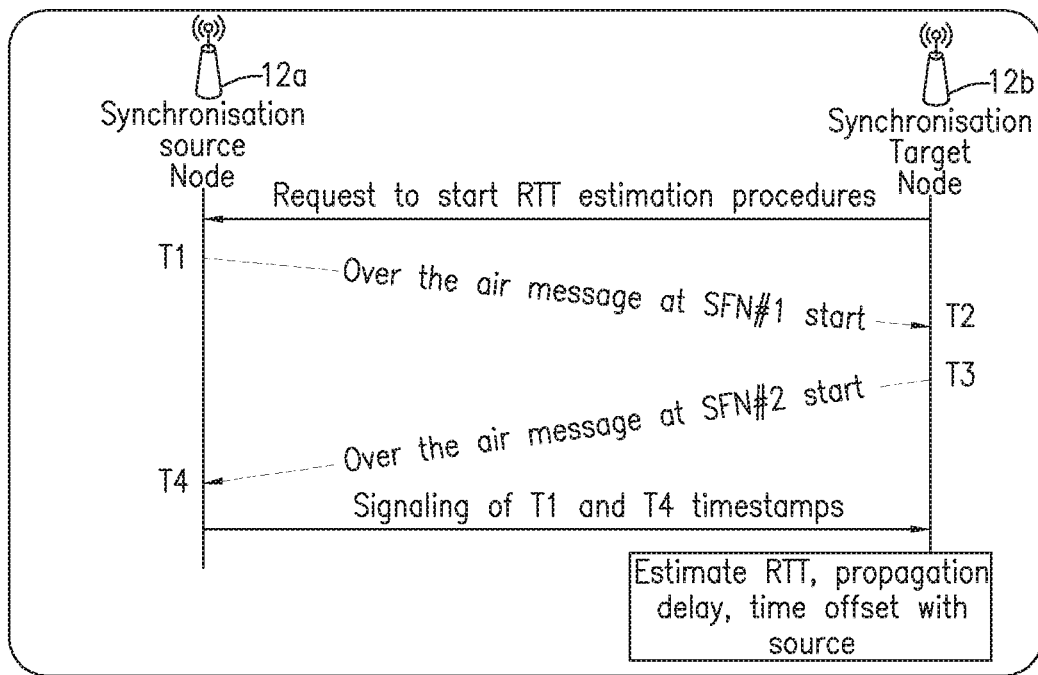 12a
Synchronisation
source
Node
12b
Synchronisation
Target
Node
Request to start RTT estimation procedures
T1
Over the air message at SFN#1 start
T2
T3
Over the air message at SFN#2 start
T4
Signaling of T1 and T4 timestamps
Estimate RTT, propagation
delay, time offset with
source